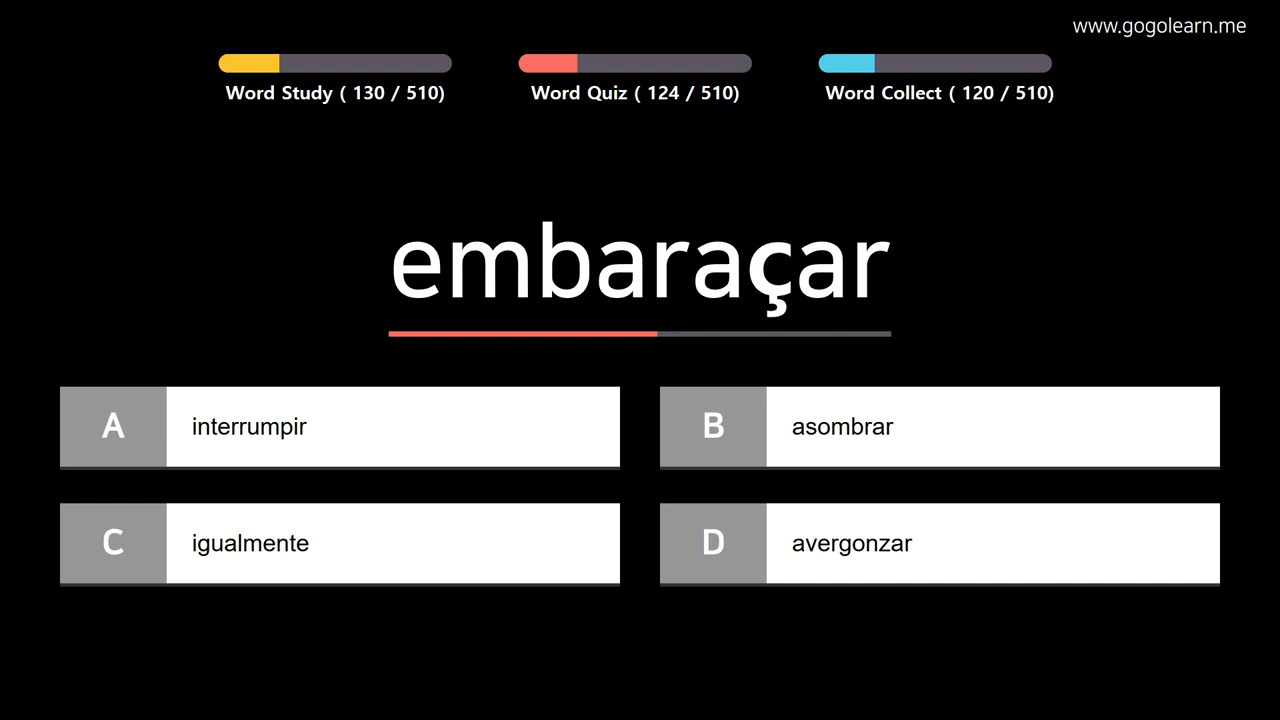 www.gogolearn.me
Word Study ( 130 / 510)
Word Quiz ( 124 / 510)
Word Collect ( 120 / 510)
embaraçar
A interrumpir
B asombrar
C igualmente
D avergonzar